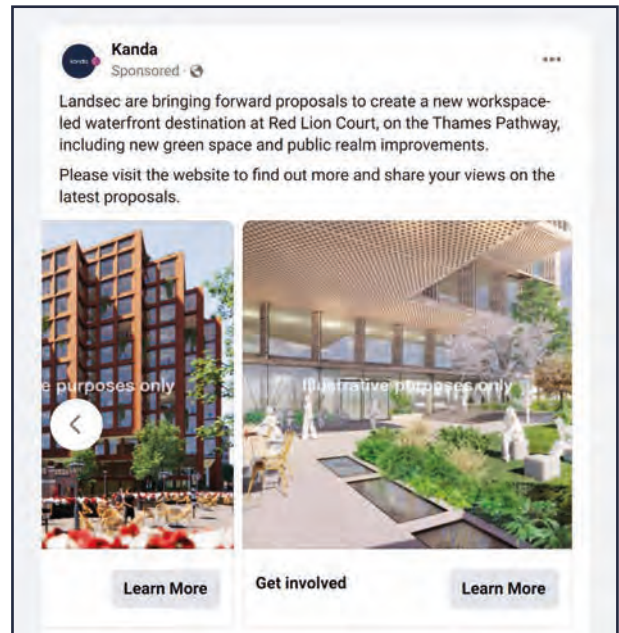 Kanda
Sponsored ·
Landsec are bringing forward proposals to create a new workspace-
led waterfront destination at Red Lion Court, on the Thames Pathway,
including new green space and public realm improvements.
Please visit the website to find out more and share your views on the
latest proposals.
e purposes only
Illustrative purposes only
Learn More
Get involved
Learn More